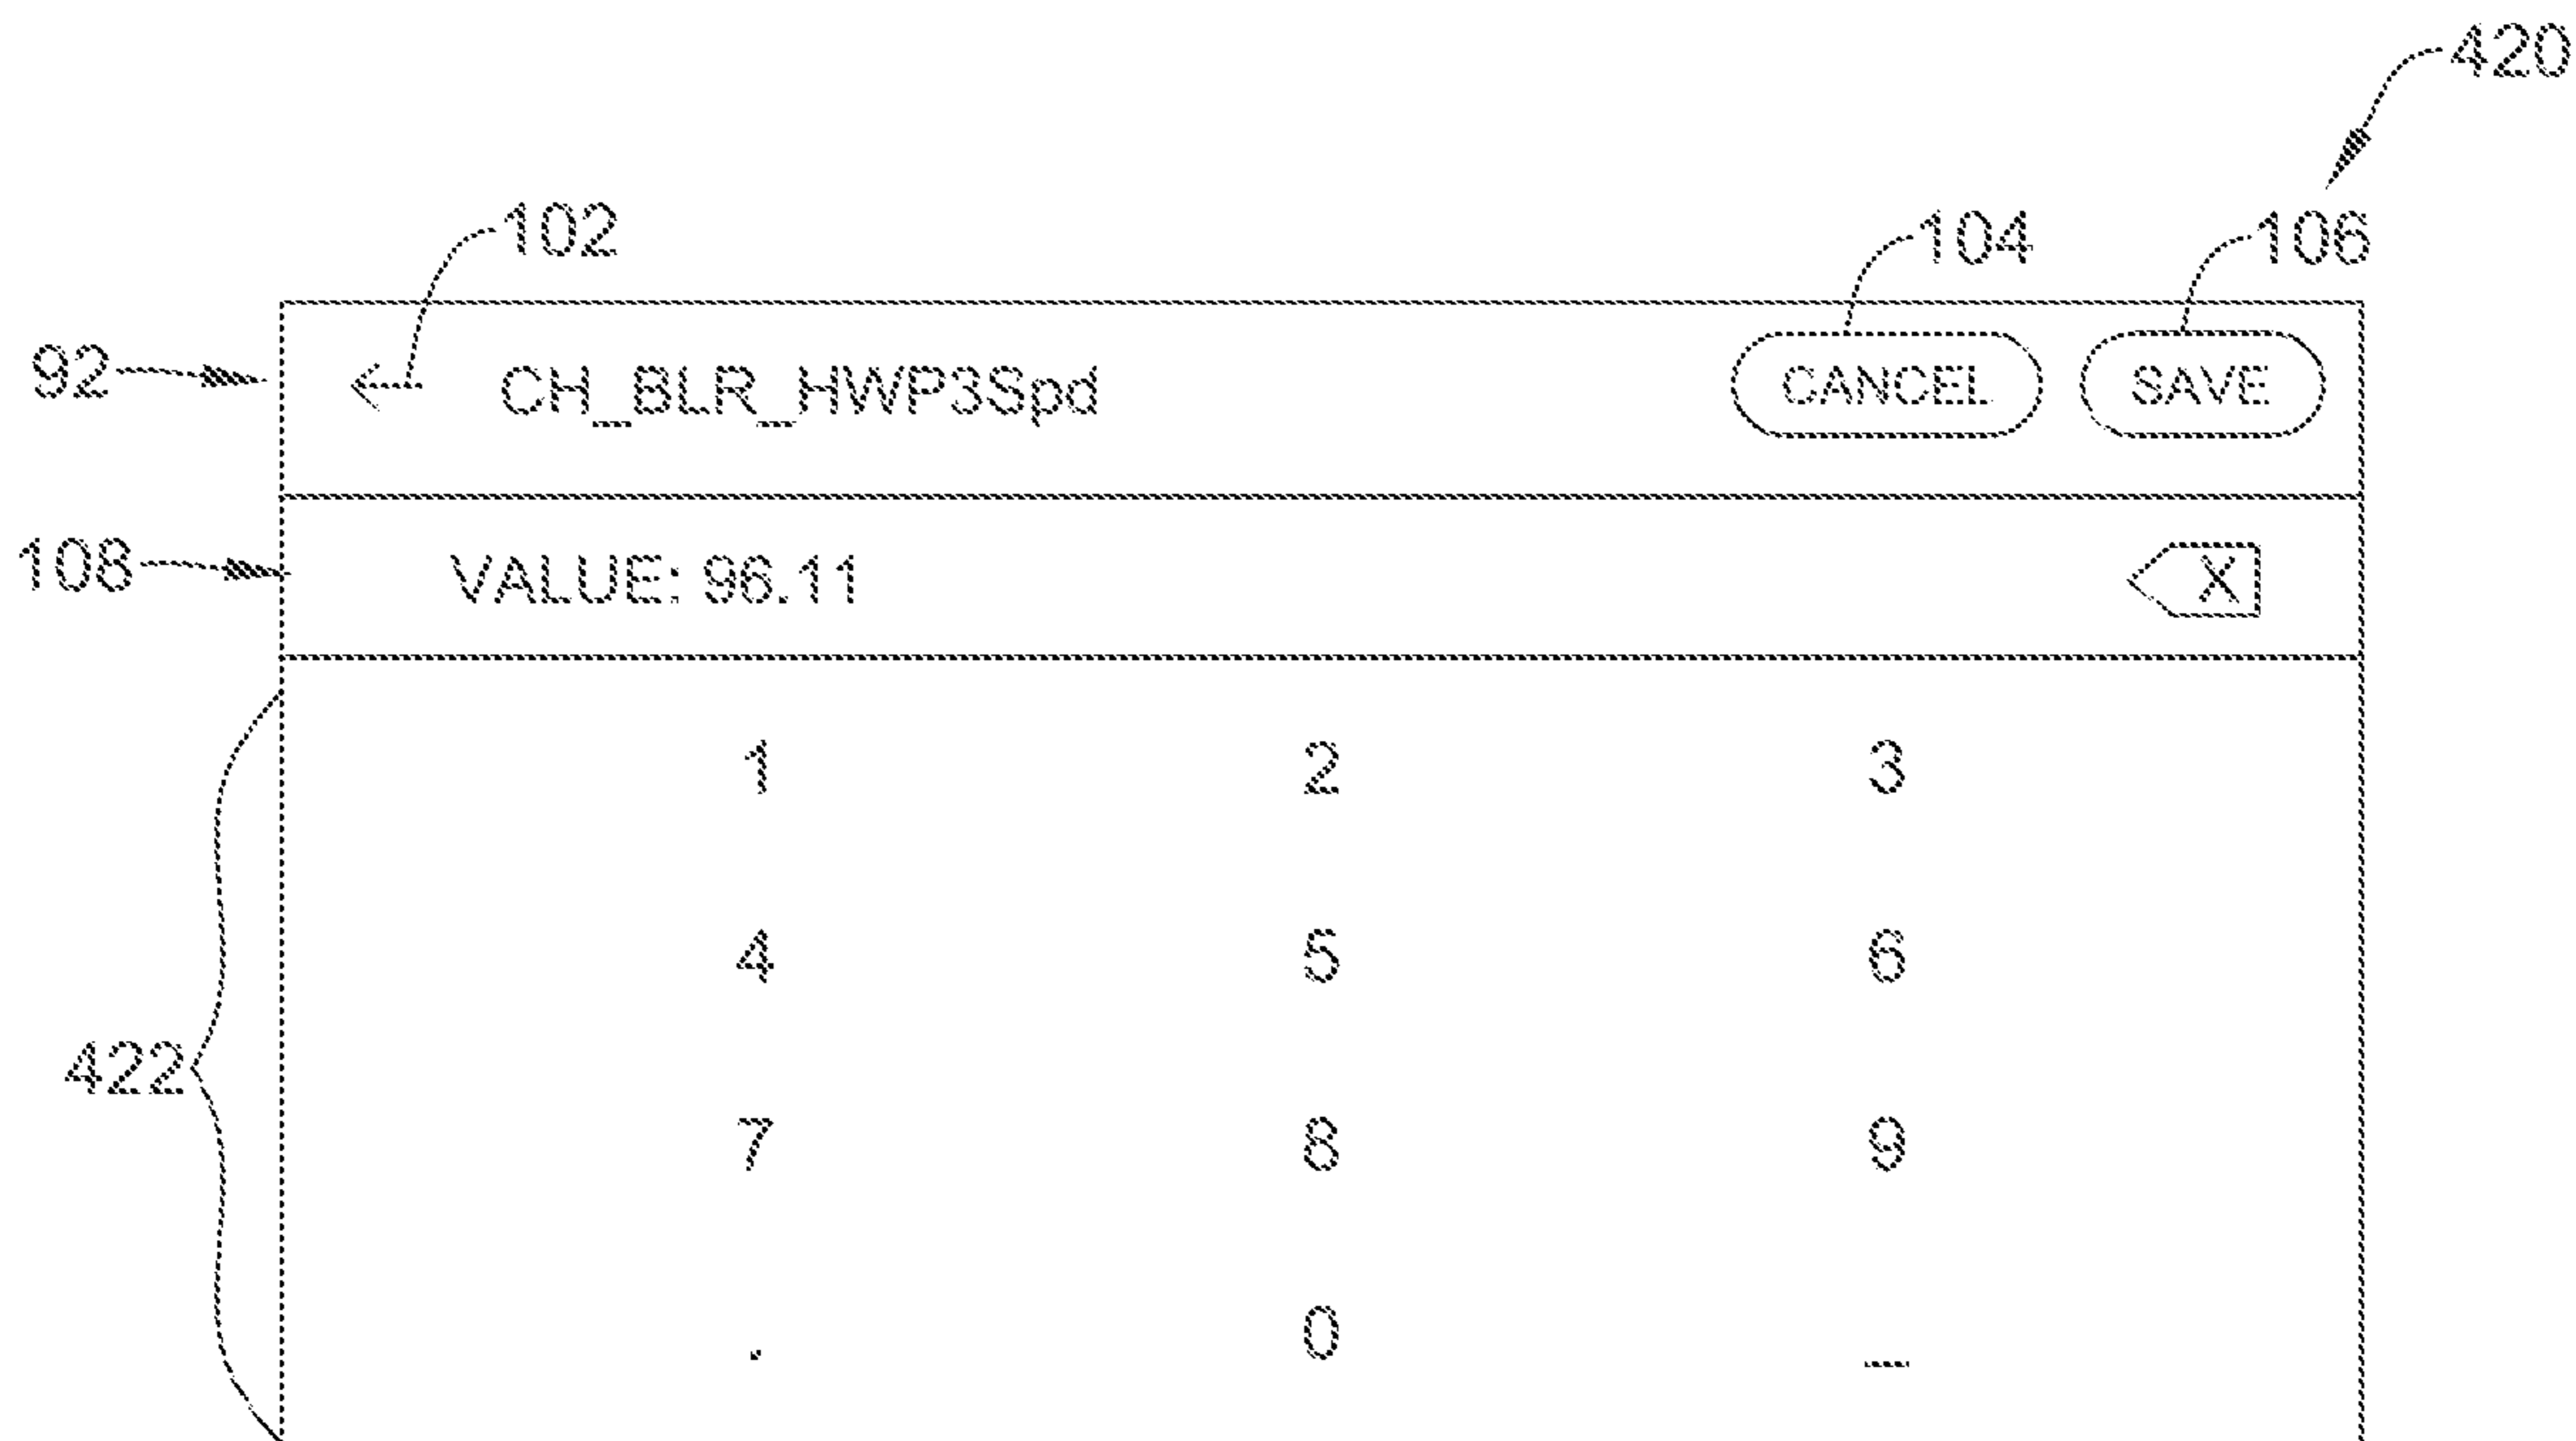 420
102 104 106
92 CH_BLR_HWP3Spd CANCEL SAVE
108 VALUE: 96.11 X
1 2 3
4 5 6
422
7 8 9
. 0 _